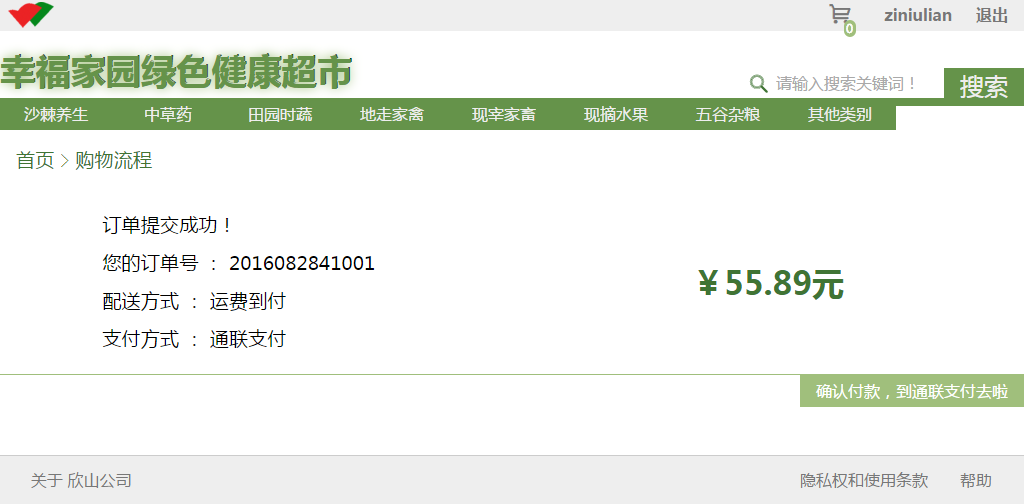 0 ziniulian 退出
幸福家园绿色健康超市
请输入搜索关键词！ 搜索
沙棘养生 中草药 田园时蔬 地走家禽 现宰家畜 现摘水果 五谷杂粮 其他类别
首页 > 购物流程
订单提交成功！
您的订单号 ： 2016082841001
￥55.89元
配送方式 ： 运费到付
支付方式 ： 通联支付
确认付款，到通联支付去啦
关于 欣山公司 隐私权和使用条款 帮助